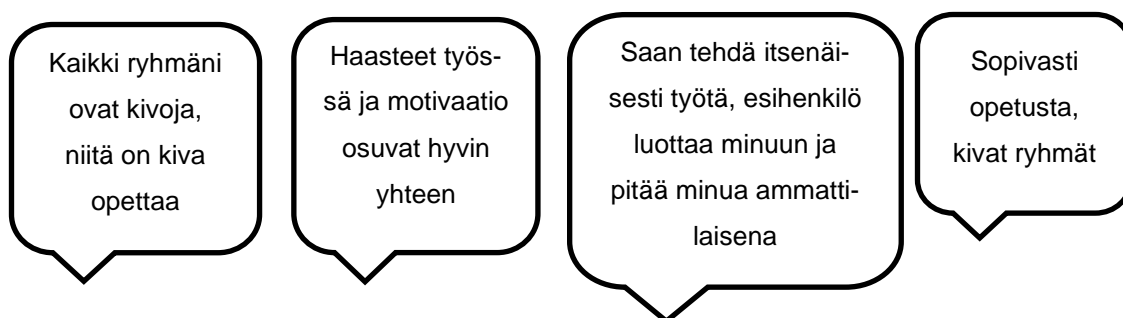 Kaikki ryhmäni
ovat kivoja,
niitä on kiva
opettaa
Haasteet työs-
sä ja motivaatio
osuvat hyvin
yhteen
Saan tehdä itsenäi-
sesti työtä, esihenkilö
luottaa minuun ja
pitää minua ammatti-
laisena
Sopivasti
opetusta,
kivat ryhmät